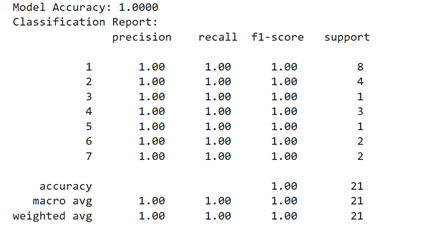 Model Accuracy: 1.0000
Classification Report:
precision recall f1-score support
1 1.00 1.00 1.00 8
2 1.00 1.00 1.00 4
3 1.00 1.00 1.00 1
4 1.00 1.00 1.00 3
5 1.00 1.00 1.00 1
6 1.00 1.00 1.00 2
7 1.00 1.00 1.00 2
accuracy 1.00 21
macro avg 1.00 1.00 1.00 21
weighted avg 1.00 1.00 1.00 21